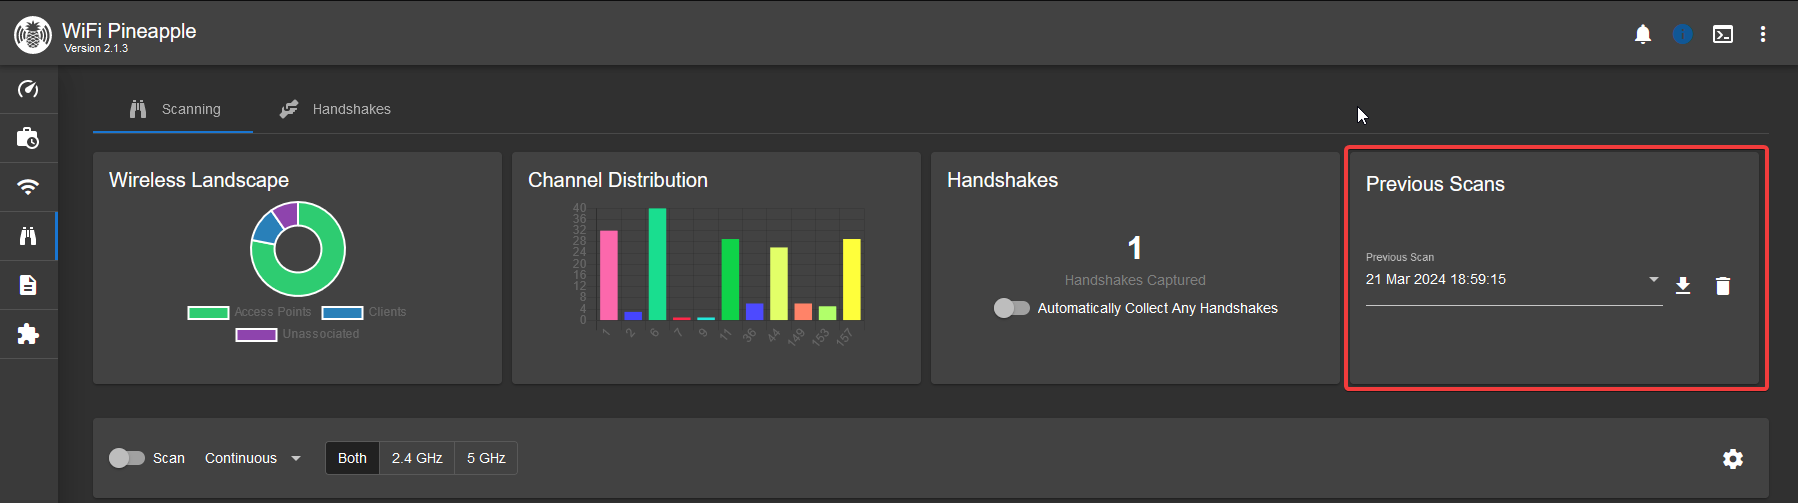 WiFi Pineapple
Version 2.1.3
Scanning
Handshakes
Wireless Landscape
Access Points
Clients
Unassociated
Channel Distribution
40
36
32
28
24
20
16
12
8
4
0
1
2
6
7
9
11
36
44
149
153
157
Handshakes
1
Handshakes Captured
Automatically Collect Any Handshakes
Previous Scans
Previous Scan
21 Mar 2024 18:59:15
Scan
Continuous
Both
2.4 GHz
5 GHz